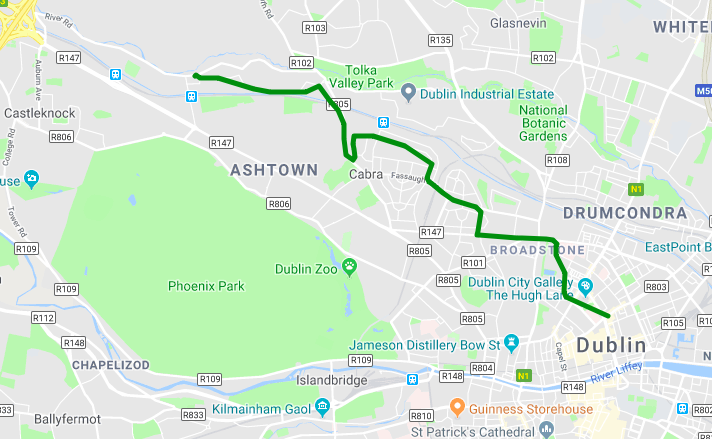 River Rd
R103
Glasnevin
WHITE
R147
Auburn Ave
R102
Tolka
Valley Park
R135
R102
M50
Castleknock
R805
Dublin Industrial Estate
National
Botanic
Gardens
College Rd
R806
R147
R108
ouse
ASHTOWN
Cabra
Fassaugh
N1
Tower Rd
R806
DRUMCONDRA
R147
EastPoint B
R109
R805
BROADSTONE
R101
Dublin Zoo
Phoenix Park
R805
Dublin City Gallery
The Hugh Lane
R803
R109
R112
R805
R105
R148
Jameson Distillery Bow St
Capel St
Dublin
CHAPELIZOD
R109
R109
Islandbridge
R148
R804
N1
River Liffey
R148
Ballyfermot
R833
Kilmainham Gaol
R810
Guinness Storehouse
St Patrick's Cathedral
R802
R833